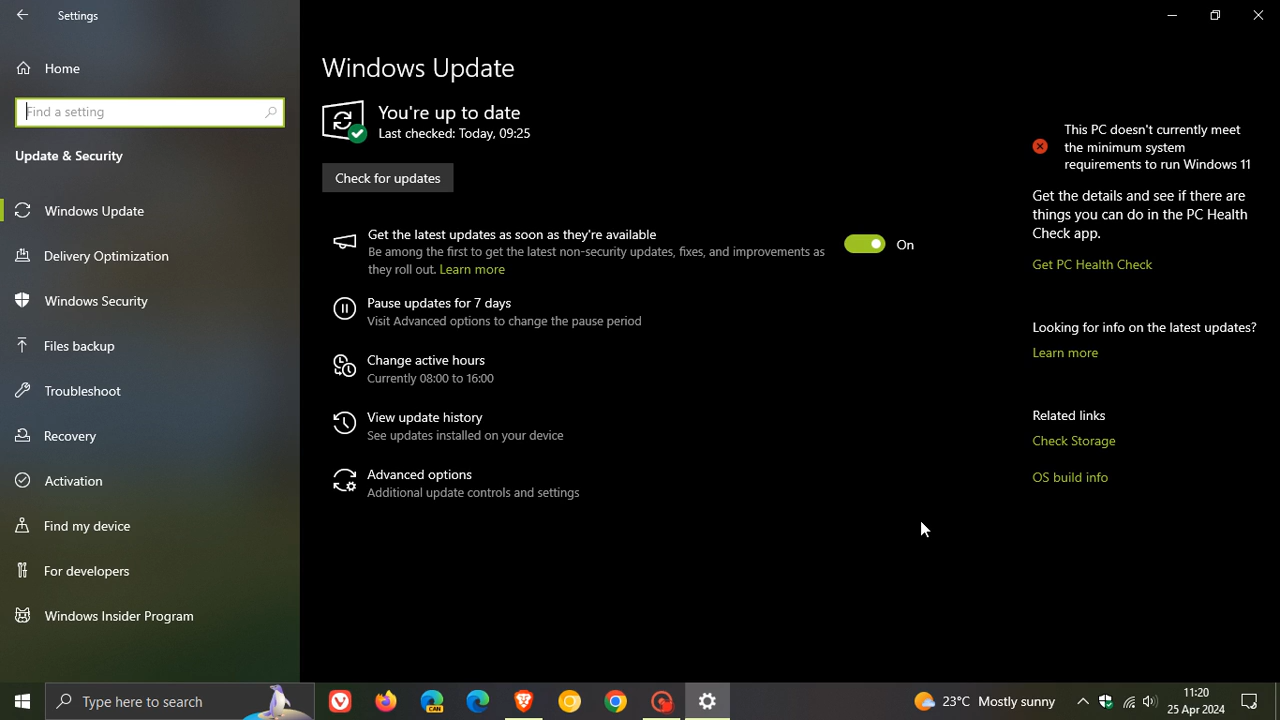 Settings
Home
Find a setting
Update & Security
Windows Update
Delivery Optimization
Windows Security
Files backup
Troubleshoot
Recovery
Activation
Find my device
For developers
Windows Insider Program
Windows Update
You're up to date
Last checked: Today, 09:25
Check for updates
Get the latest updates as soon as they're available
Be among the first to get the latest non-security updates, fixes, and improvements as
they roll out. Learn more
On
Pause updates for 7 days
Visit Advanced options to change the pause period
Change active hours
Currently 08:00 to 16:00
View update history
See updates installed on your device
Advanced options
Additional update controls and settings
This PC doesn't currently meet
the minimum system
requirements to run Windows 11
Get the details and see if there are
things you can do in the PC Health
Check app.
Get PC Health Check
Looking for info on the latest updates?
Learn more
Related links
Check Storage
OS build info
Type here to search
CAN
23°C Mostly sunny
11:20
25 Apr 2024